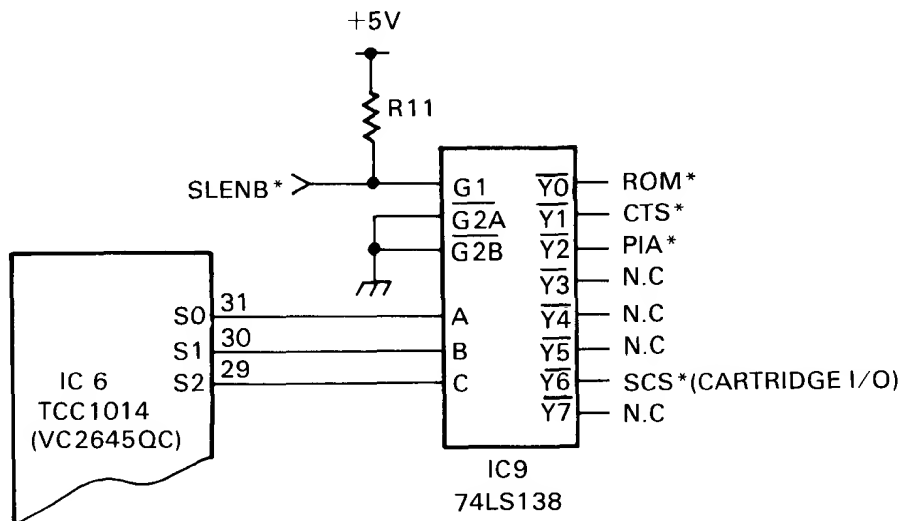 +5V
R11
SLENB*
G1
G2A
G2B
A
B
C
Y0
Y1
Y2
Y3
Y4
Y5
Y6
Y7
ROM*
CTS*
PIA*
N.C
N.C
N.C
SCS*(CARTRIDGE I/O)
N.C
S0
S1
S2
31
30
29
IC 6
TCC1014
(VC2645QC)
IC9
74LS138